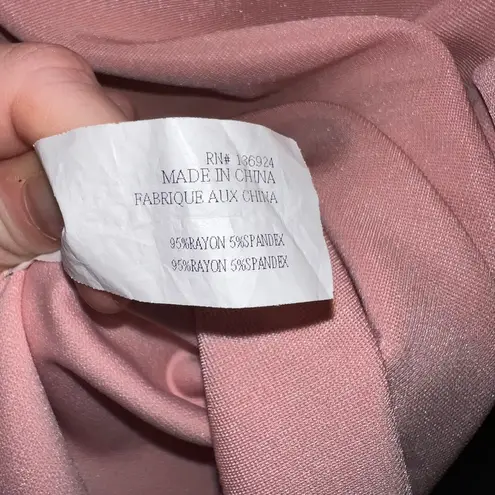 RN# 136924
MADE IN CHINA
FABRIQUE AUX CHINA
95%RAYON 5%SPANDEX
95%RAYON 5%SPANDEX